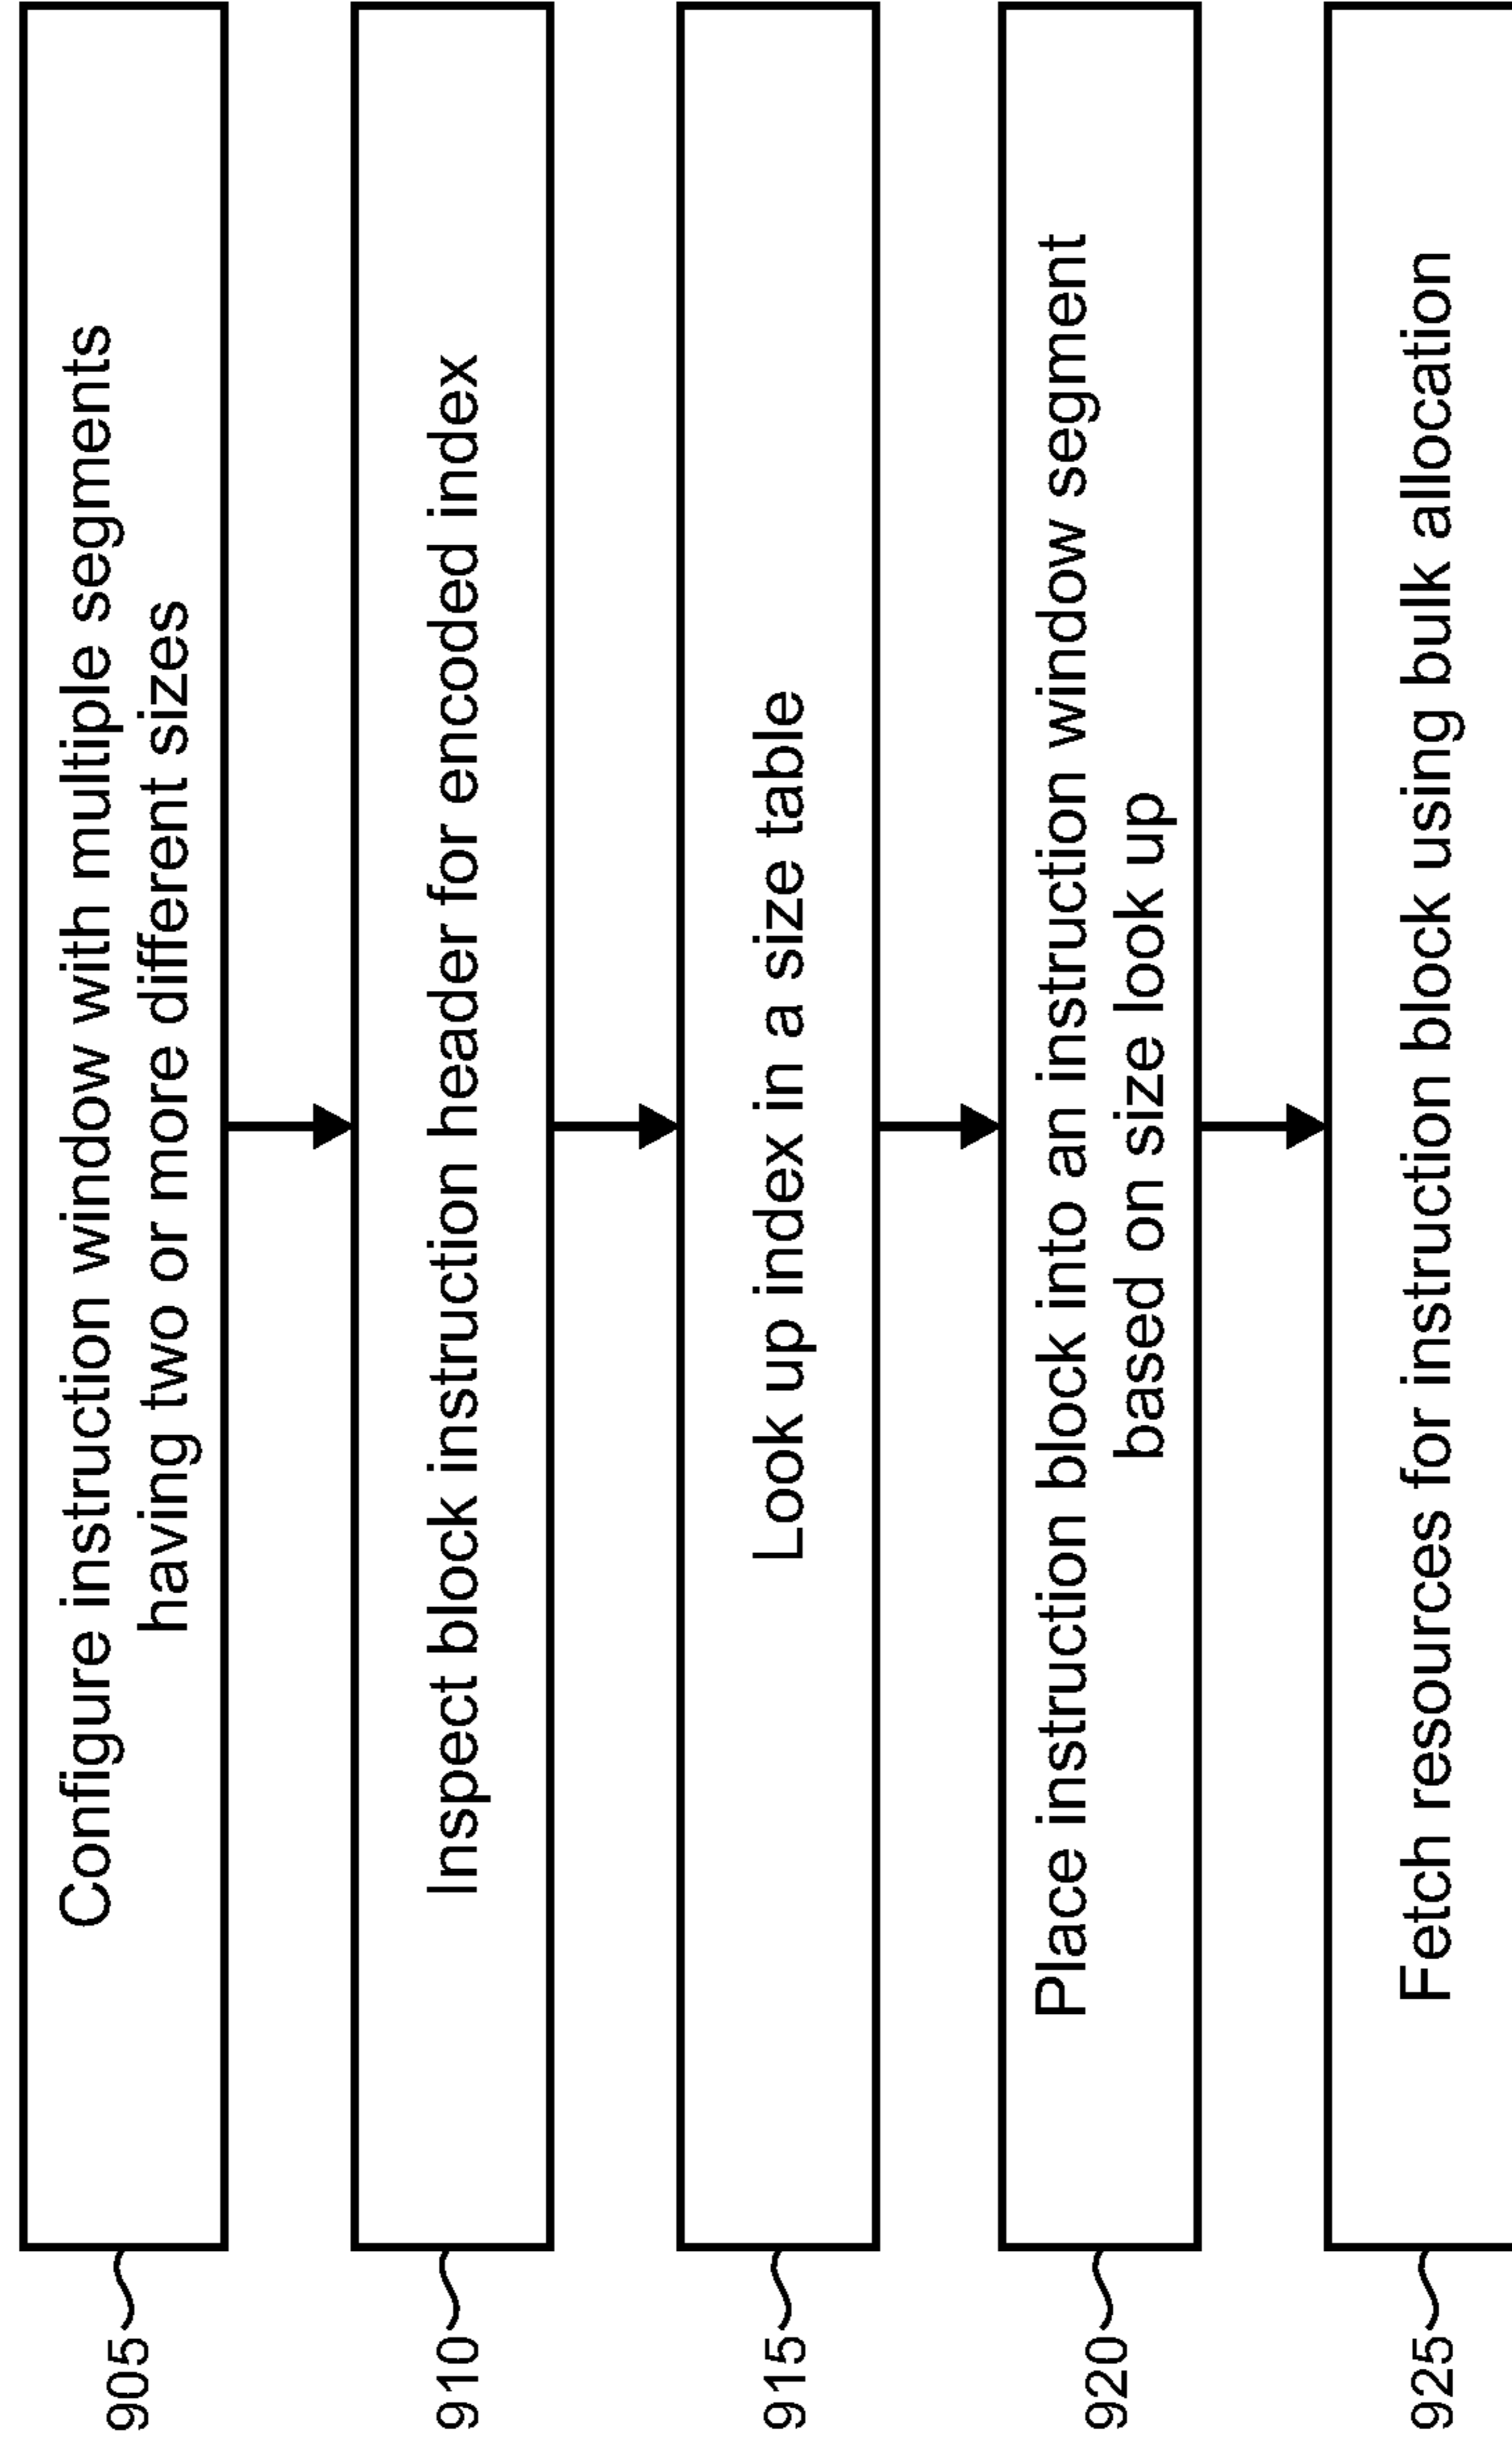 905
Configure instruction window with multiple segments
having two or more different sizes
910
Inspect block instruction header for encoded index
915
Look up index in a size table
920
Place instruction block into an instruction window segment
based on size look up
925
Fetch resources for instruction block using bulk allocation